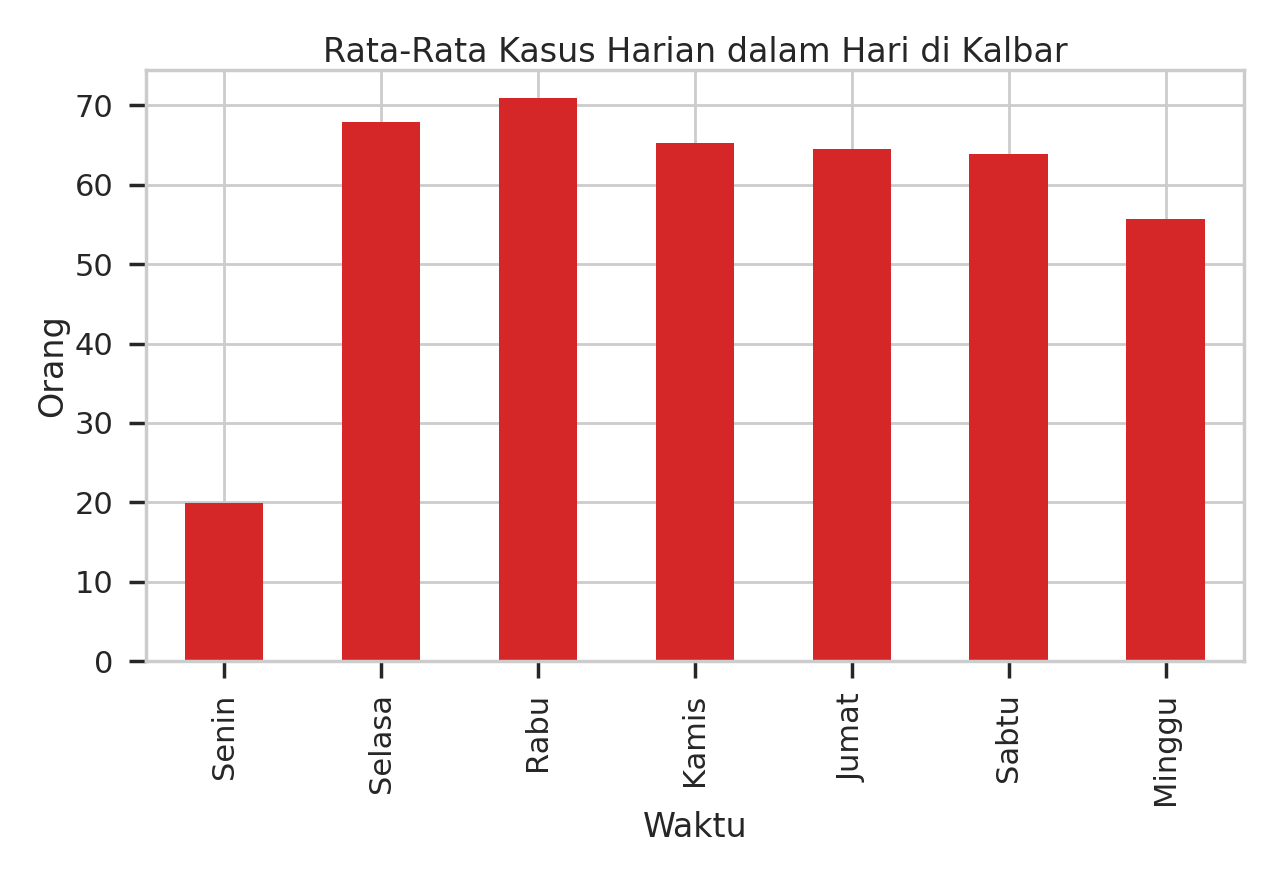 Rata-Rata Kasus Harian dalam Hari di Kalbar
Orang
70
60
50
40
30
20
10
0
Senin
Selasa
Rabu
Kamis
Jumat
Sabtu
Minggu
Waktu